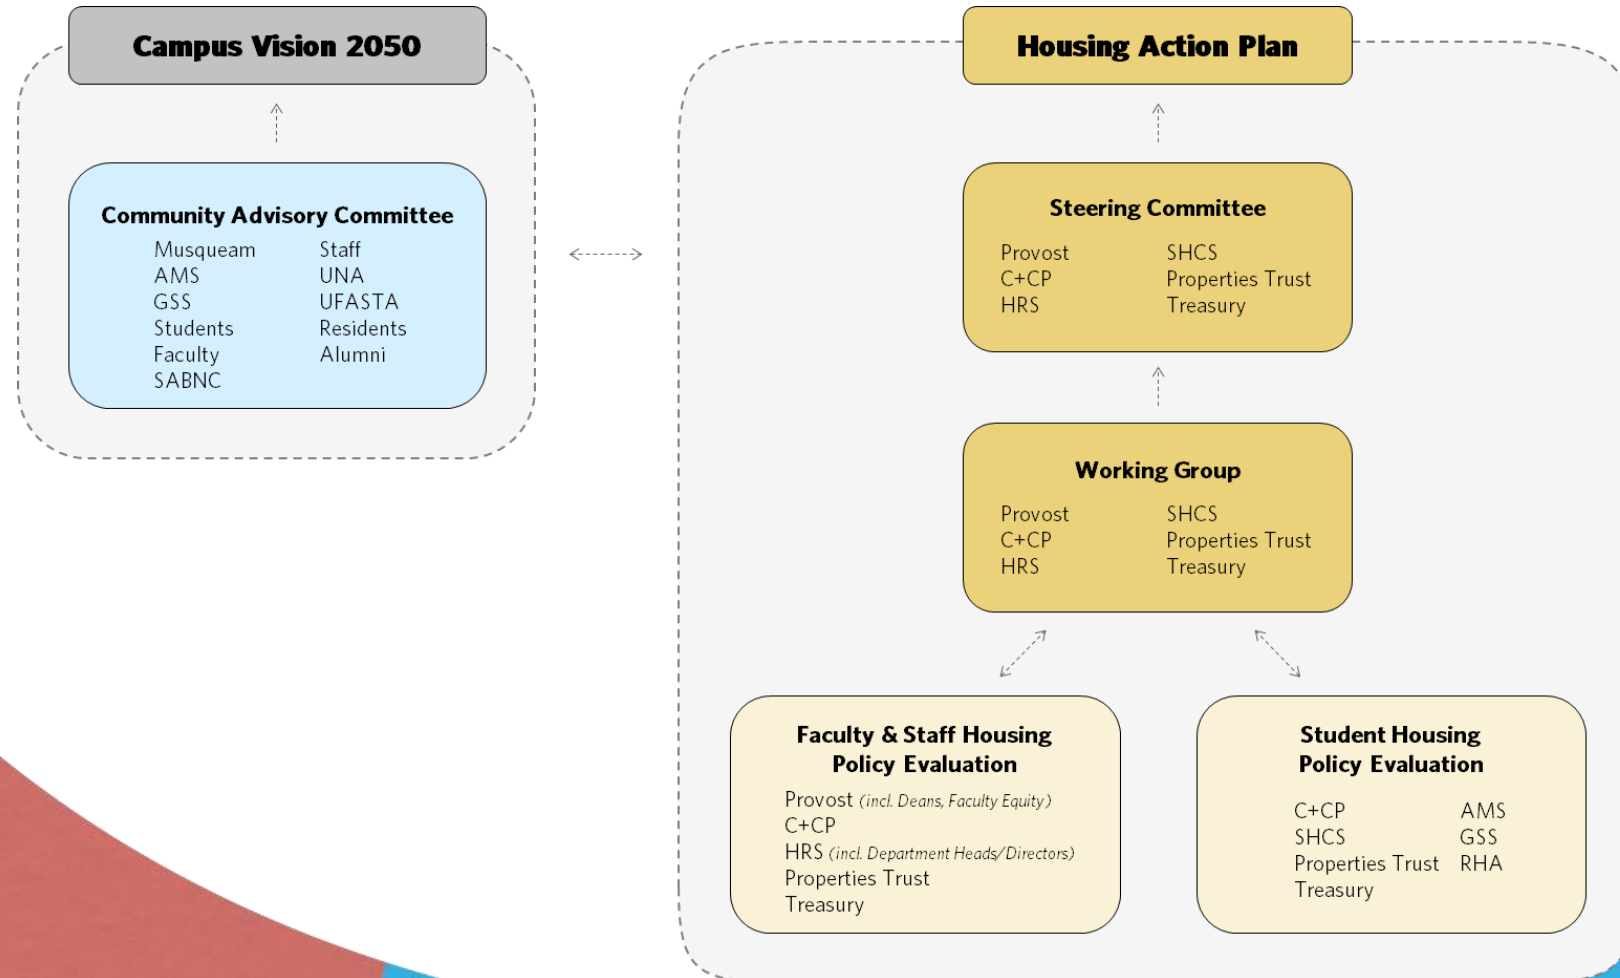 Campus Vision 2050
Community Advisory Committee
Musqueam
AMS
GSS
Students
Faculty
SABNC
Staff
UNA
UFASTA
Residents
Alumni
Housing Action Plan
Steering Committee
Provost
C+CP
HRS
SHCS
Properties Trust
Treasury
Working Group
Provost
C+CP
HRS
SHCS
Properties Trust
Treasury
Faculty & Staff Housing
Policy Evaluation
Provost (incl. Deans, Faculty Equity)
C+CP
HRS (incl. Department Heads/Directors)
Properties Trust
Treasury
Student Housing
Policy Evaluation
C+CP
SHCS
Properties Trust
Treasury
AMS
GSS
RHA